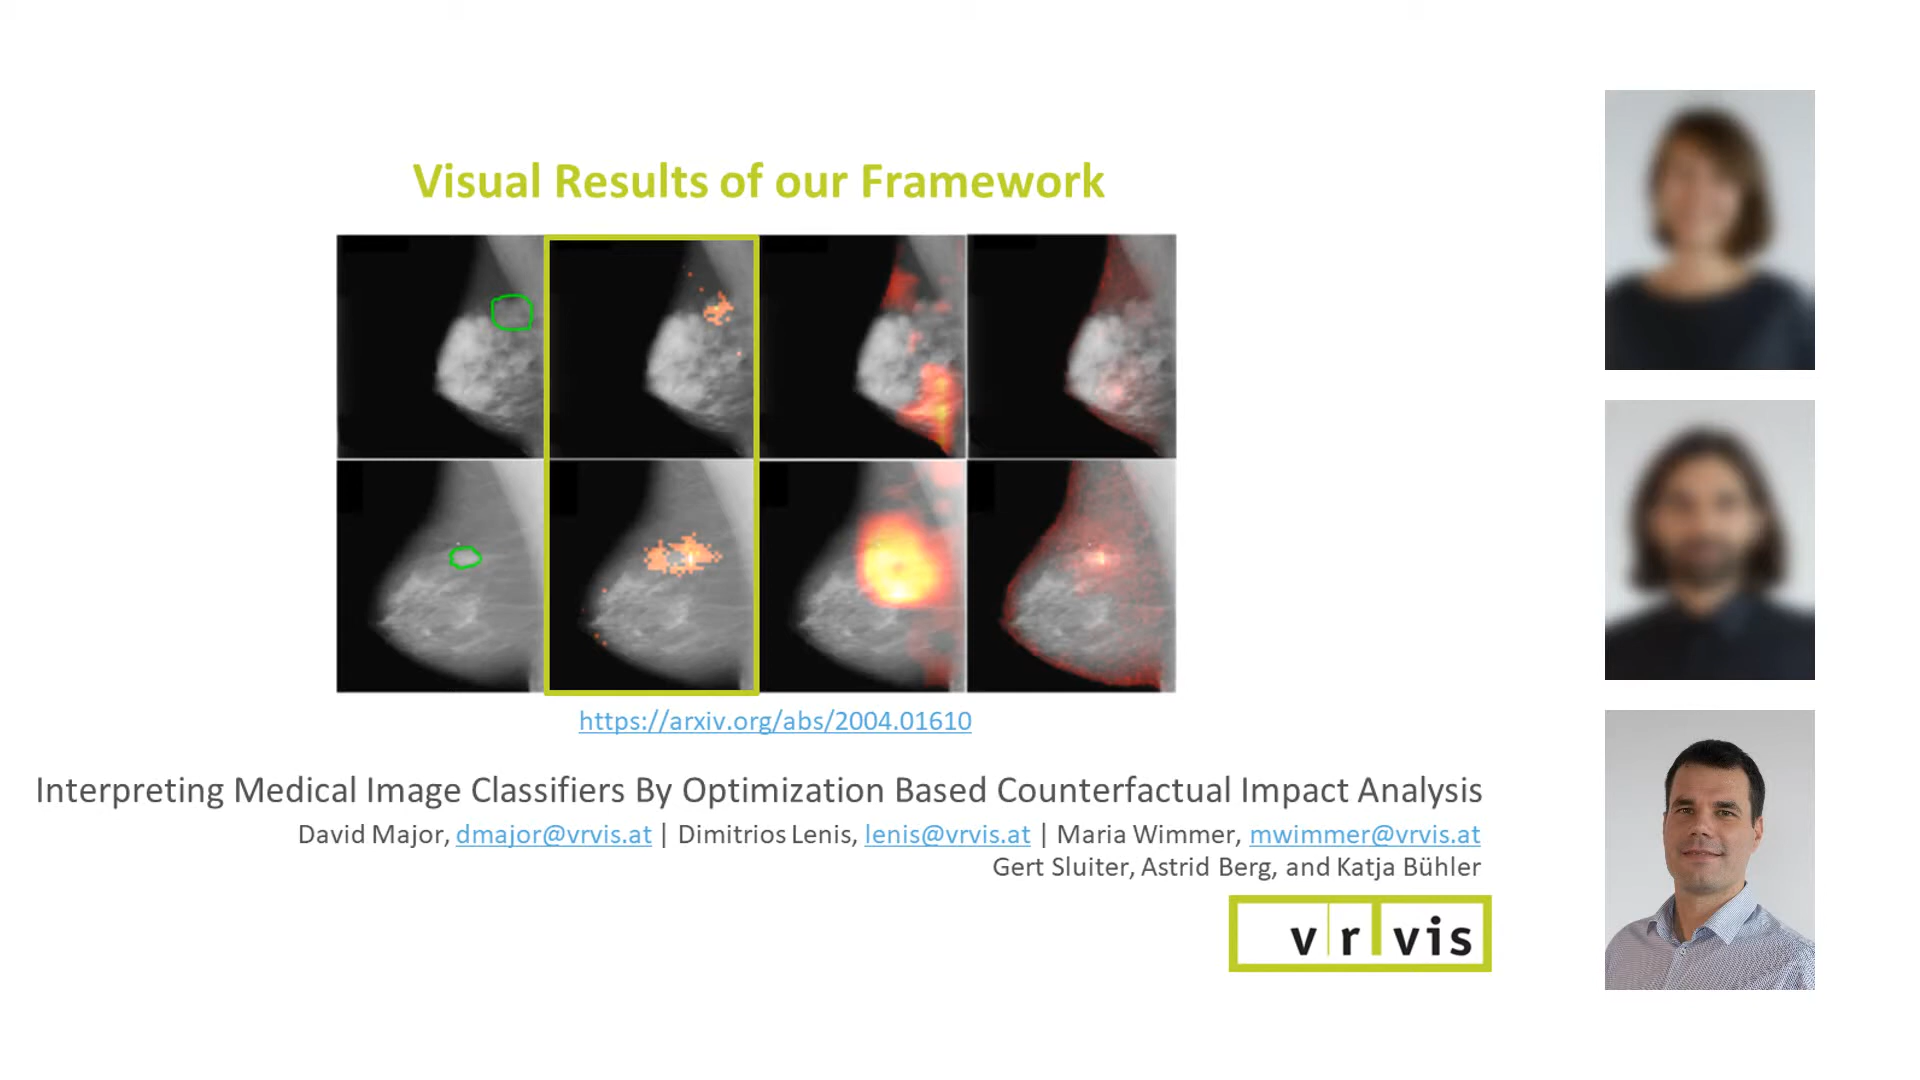 Visual Results of our Framework
https://arxiv.org/abs/2004.01610
Interpreting Medical Image Classifiers By Optimization Based Counterfactual Impact Analysis
David Major, dmajor@vrvis.at | Dimitrios Lenis, lenis@vrvis.at | Maria Wimmer, mwimmer@vrvis.at
Gert Sluiter, Astrid Berg, and Katja Bühler
vrvis